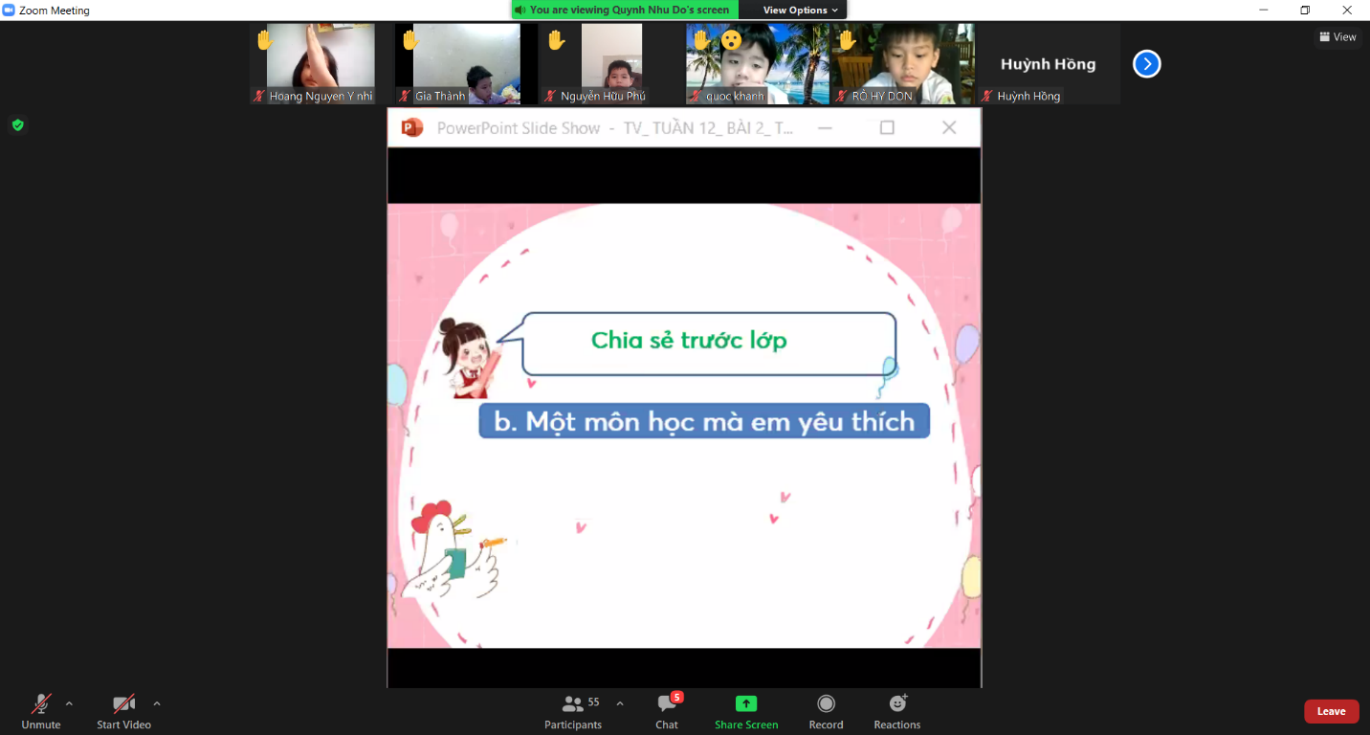 Zoom Meeting
You are viewing Quynh Nhu Do's screen
View Options
View
Hoang Nguyen Y nhi
Gia Thành
Nguyễn Hữu Phú
quoc khanh
RÔ HY DON
Huỳnh Hồng
Huỳnh Hồng
PowerPoint Slide Show - TV_ TUẦN 12_ BÀI 2_ T...
Chia sẻ trước lớp
b. Một môn học mà em yêu thích
Unmute
Start Video
55
Participants
5
Chat
Share Screen
Record
Reactions
Leave